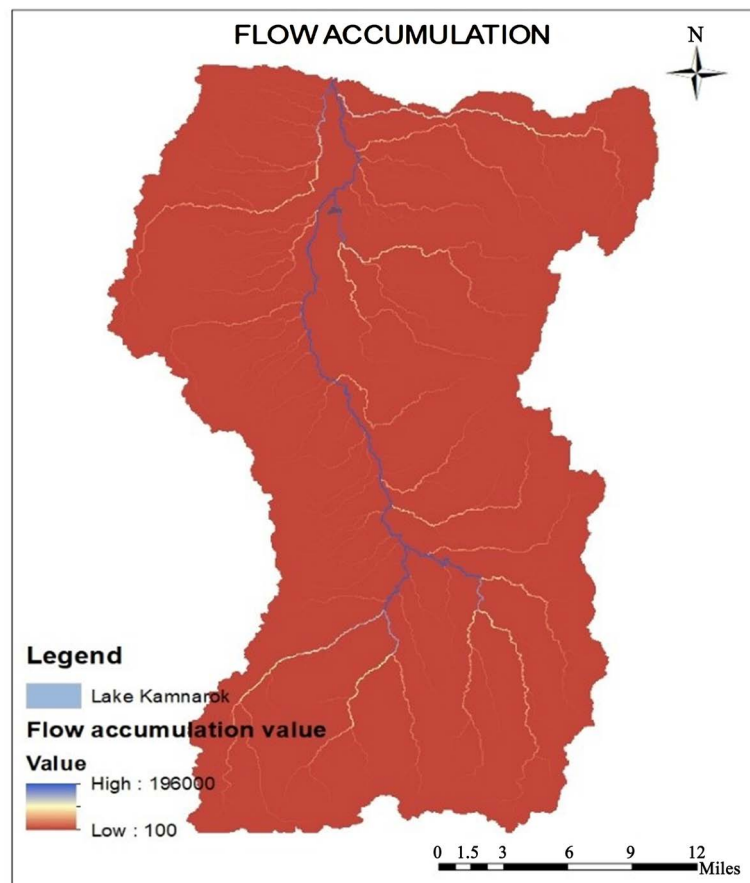 FLOW ACCUMULATION
N
Legend
Lake Kamnarok
Flow accumulation value
Value
High : 196000
Low : 100
0 1.5 3 6 9 12
Miles